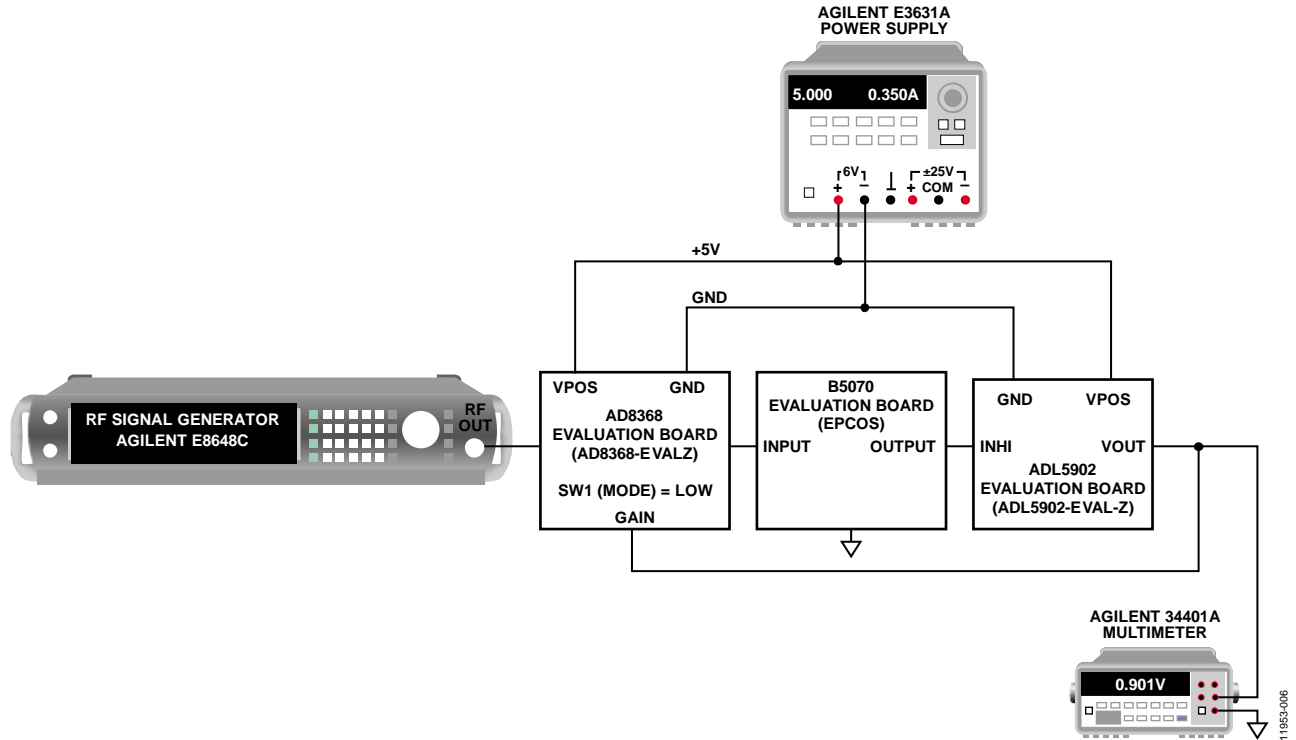 AGILENT E3631A
POWER SUPPLY
5.000 0.350A
6V ±25V
+ – + COM –
+5V
GND
RF SIGNAL GENERATOR
AGILENT E8648C
RF
OUT
VPOS GND
AD8368
EVALUATION BOARD
(AD8368-EVALZ)
SW1 (MODE) = LOW
GAIN
B5070
EVALUATION BOARD
(EPCOS)
INPUT OUTPUT
GND VPOS
INHI VOUT
ADL5902
EVALUATION BOARD
(ADL5902-EVAL-Z)
AGILENT 34401A
MULTIMETER
0.901V
11953-006